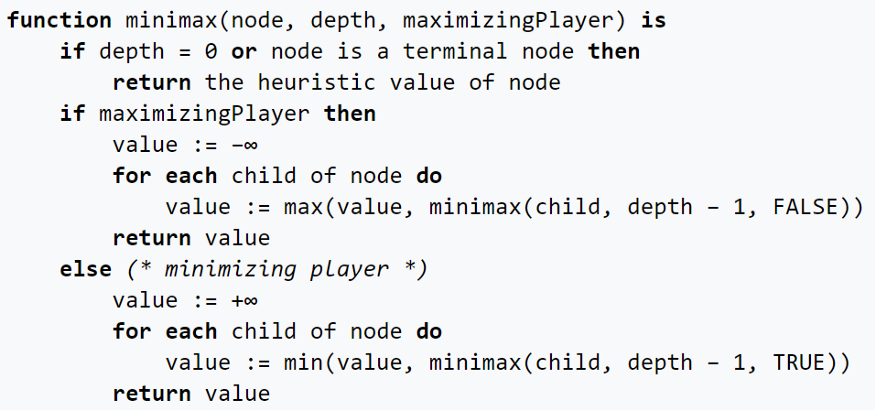 function minimax(node, depth, maximizingPlayer) is
    if depth = 0 or node is a terminal node then
        return the heuristic value of node
    if maximizingPlayer then
        value := −∞
        for each child of node do
            value := max(value, minimax(child, depth − 1, FALSE))
        return value
    else (* minimizing player *)
        value := +∞
        for each child of node do
            value := min(value, minimax(child, depth − 1, TRUE))
        return value